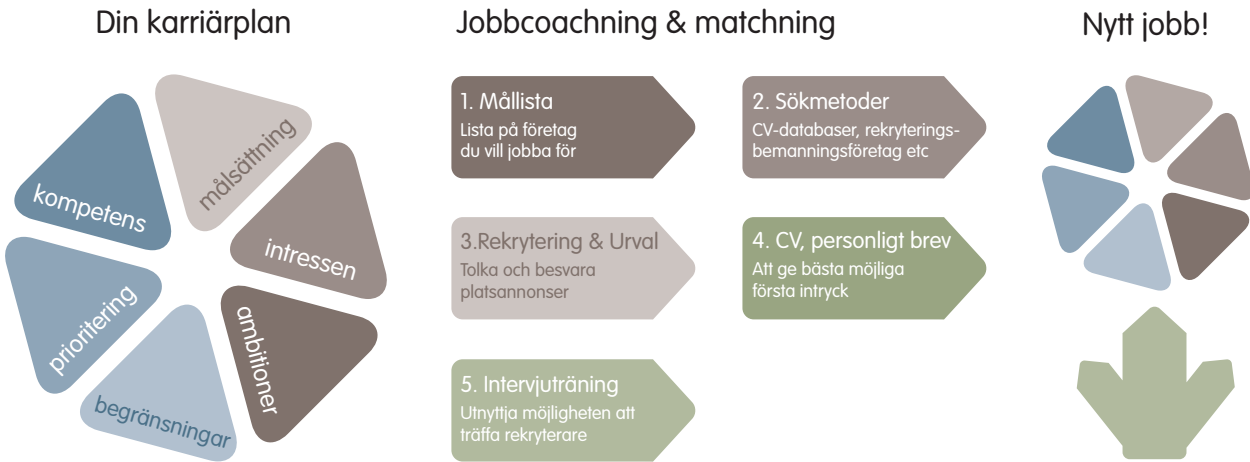 Din karriärplan
kompetens
målsättning
intressen
ambitioner
begränsningar
prioritering
Jobbcoachning & matchning
1. Mållista
Lista på företag
du vill jobba för
2. Sökmetoder
CV-databaser, rekryterings-
bemanningsföretag etc
3.Rekrytering & Urval
Tolka och besvara
platsannonser
4. CV, personligt brev
Att ge bästa möjliga
första intryck
5. Intervjuträning
Utnyttja möjligheten att
träffa rekryterare
Nytt jobb!